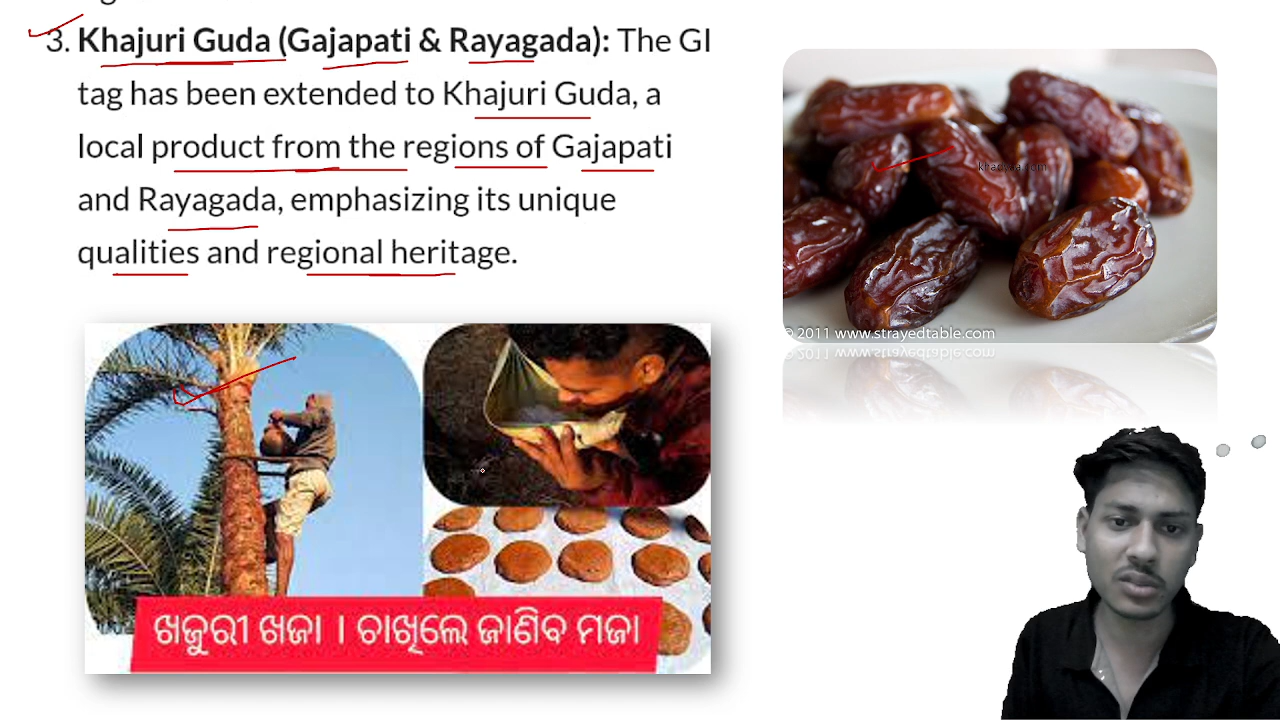 3. Khajuri Guda (Gajapati & Rayagada): The GI
tag has been extended to Khajuri Guda, a
local product from the regions of Gajapati
and Rayagada, emphasizing its unique
qualities and regional heritage.
© 2011 www.strayedtable.com
ଖଜୁରୀ ଖଜା । ଚାଖିଲେ ଜାଣିବ ମଜା